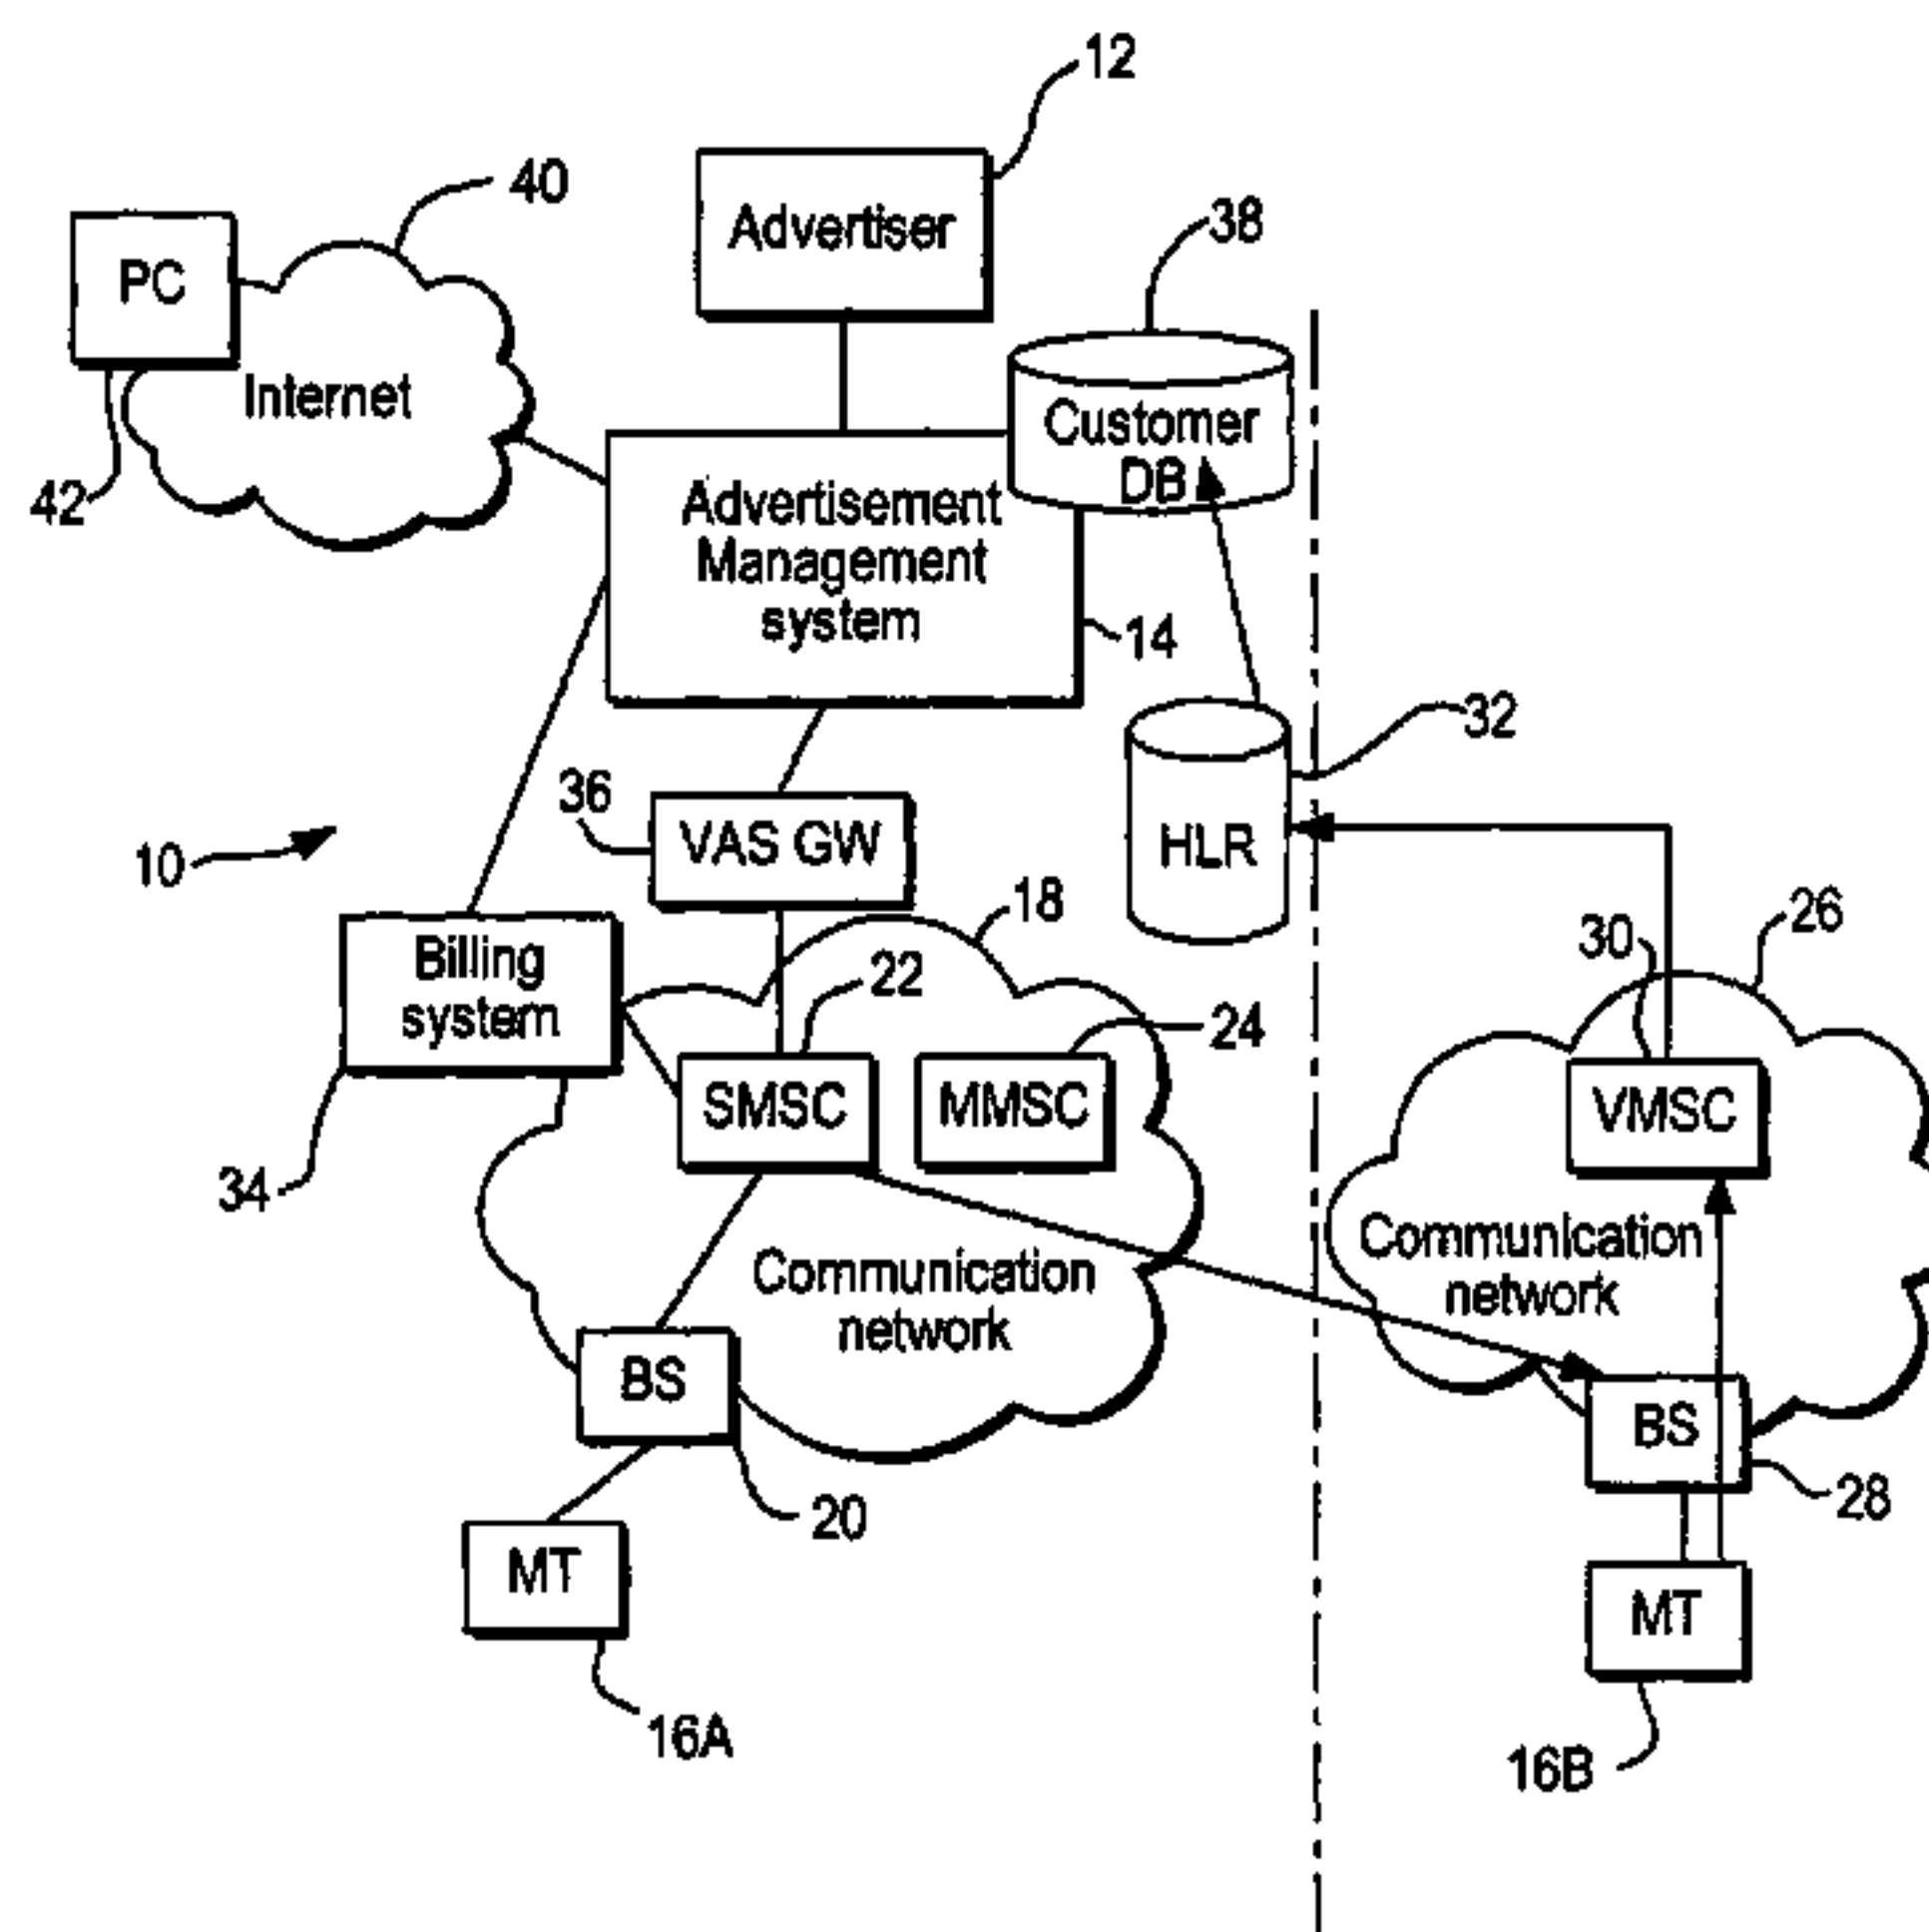 12
40
Advertiser
38
PC
Internet
42
Customer
DB
Advertisement
Management
system
14
32
36
VAS GW
HLR
10
18
26
30
Billing
system
22
24
SMSC
MMSC
VMSC
34
Communication
network
Communication
network
BS
BS
28
20
MT
MT
16A
16B